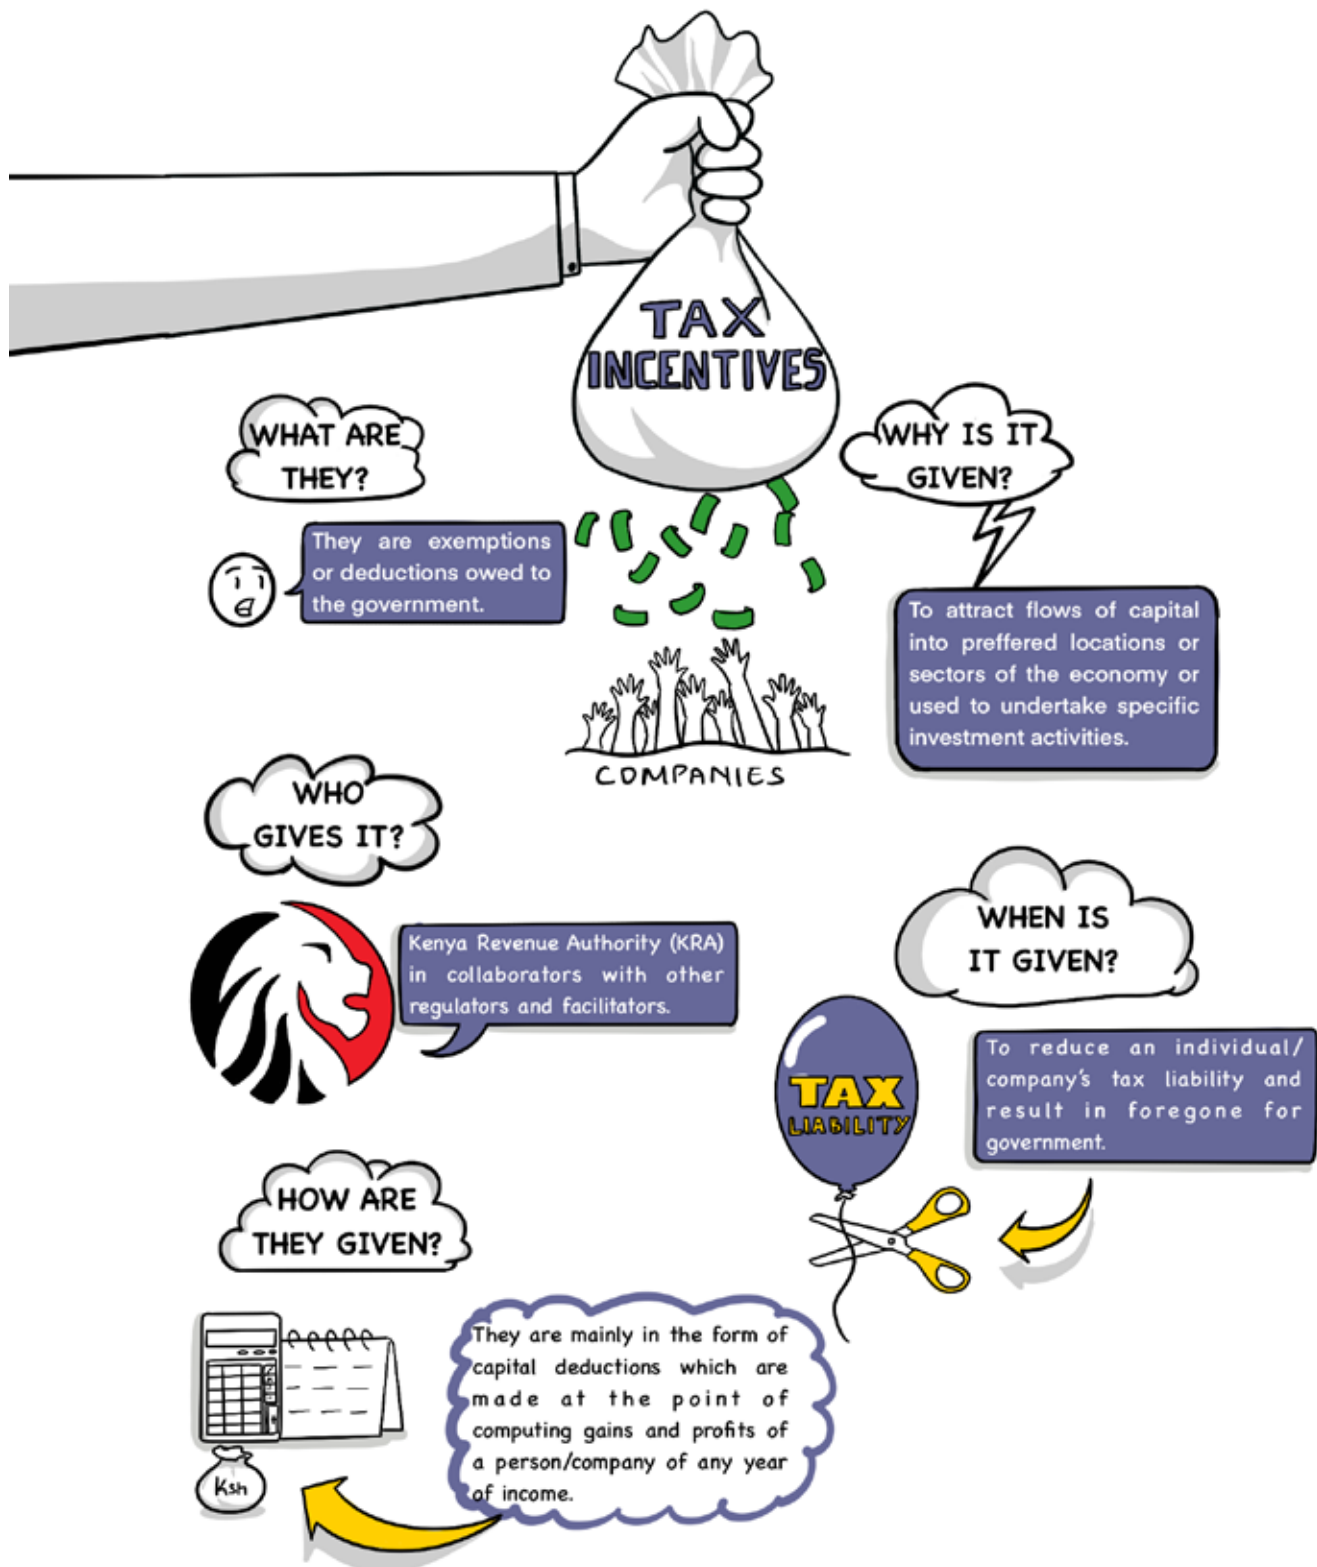 TAX
INCENTIVES
WHAT ARE
THEY?
They are exemptions
or deductions owed to
the government.
WHY IS IT
GIVEN?
To attract flows of capital
into preffered locations or
sectors of the economy or
used to undertake specific
investment activities.
COMPANIES
WHO
GIVES IT?
Kenya Revenue Authority (KRA)
in collaborators with other
regulators and facilitators.
WHEN IS
IT GIVEN?
To reduce an individual/
company's tax liability and
result in foregone for
government.
TAX
LIABILITY
HOW ARE
THEY GIVEN?
They are mainly in the form of
capital deductions which are
made at the point of
computing gains and profits of
a person/company of any year
of income.
Ksh